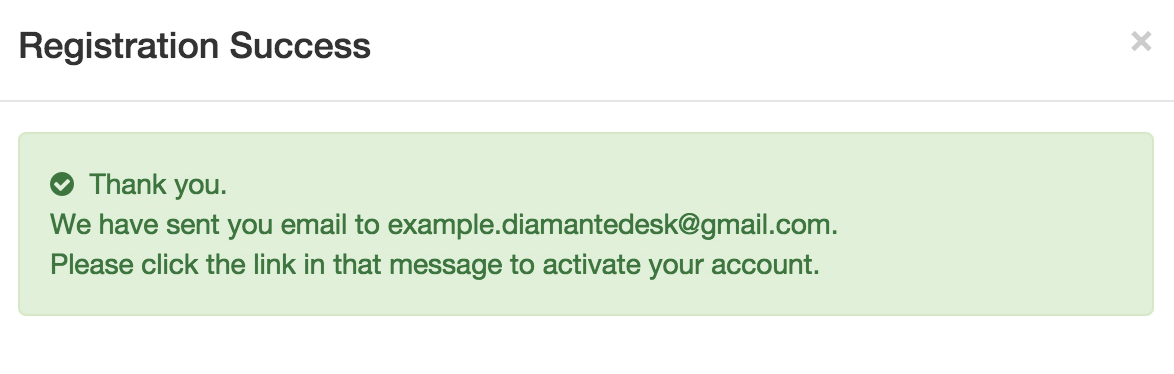 Registration Success
Thank you.
We have sent you email to example.diamantedesk@gmail.com.
Please click the link in that message to activate your account.